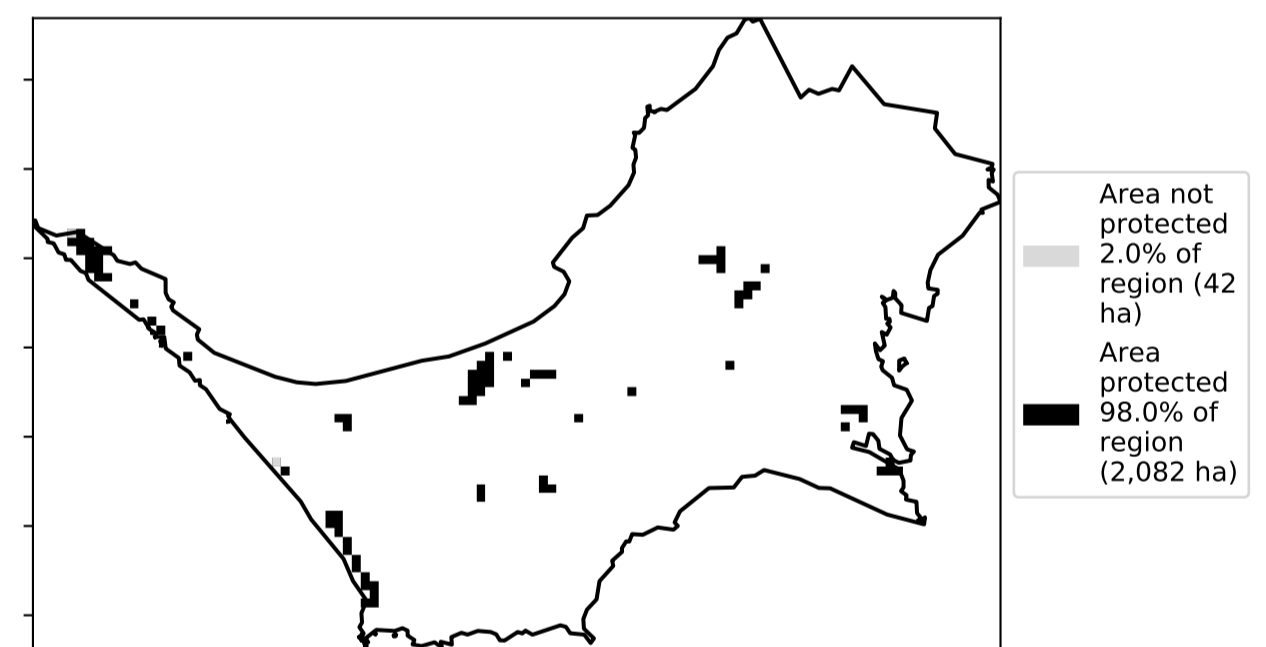 Area not
protected
2.0% of
region (42
ha)
Area
protected
98.0% of
region
(2,082 ha)